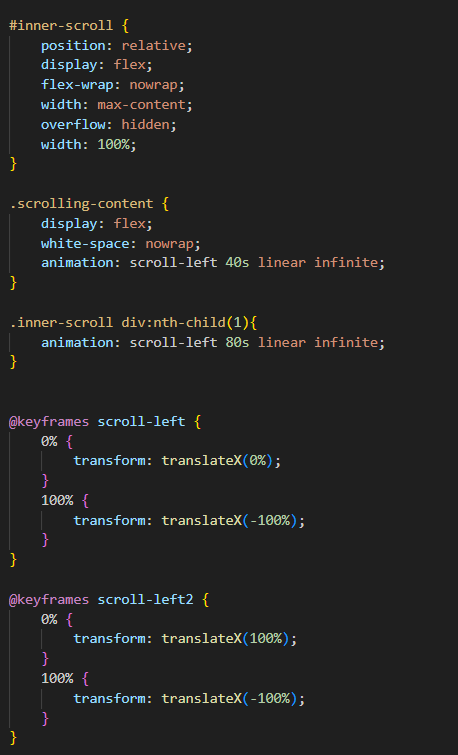 #inner-scroll {
    position: relative;
    display: flex;
    flex-wrap: nowrap;
    width: max-content;
    overflow: hidden;
    width: 100%;
}

.scrolling-content {
    display: flex;
    white-space: nowrap;
    animation: scroll-left 40s linear infinite;
}

.inner-scroll div:nth-child(1){
    animation: scroll-left 80s linear infinite;
}


@keyframes scroll-left {
    0% {
        transform: translateX(0%);
    }
    100% {
        transform: translateX(-100%);
    }
}

@keyframes scroll-left2 {
    0% {
        transform: translateX(100%);
    }
    100% {
        transform: translateX(-100%);
    }
}